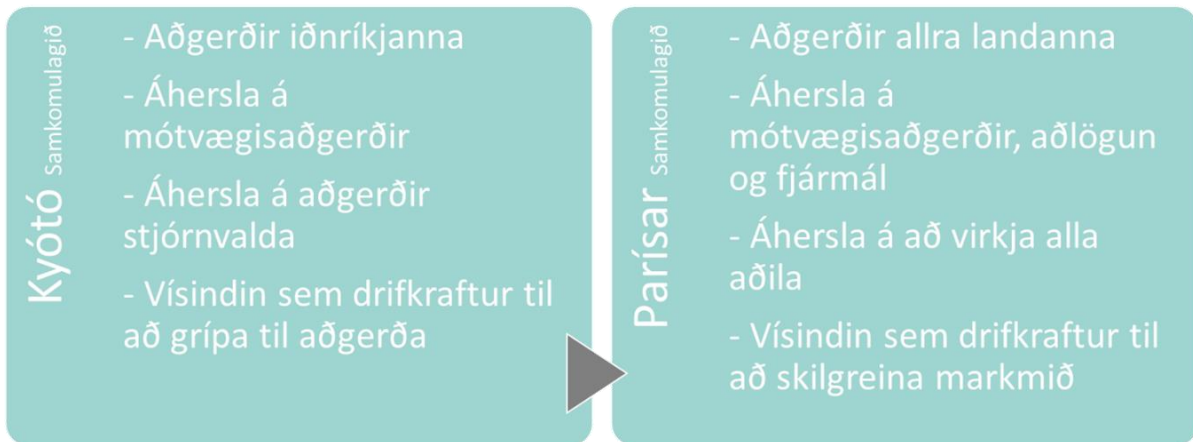 Kyótó Samkomulagið
- Aðgerðir iðnríkjanna
- Áhersla á
mótvægisaðgerðir
- Áhersla á aðgerðir
stjórnvalda
- Vísindin sem drifkraftur til
að grípa til aðgerða
Parísar Samkomulagið
- Aðgerðir allra landanna
- Áhersla á
mótvægisaðgerðir, aðlögun
og fjármál
- Áhersla á að virkja alla
aðila
- Vísindin sem drifkraftur til
að skilgreina markmið